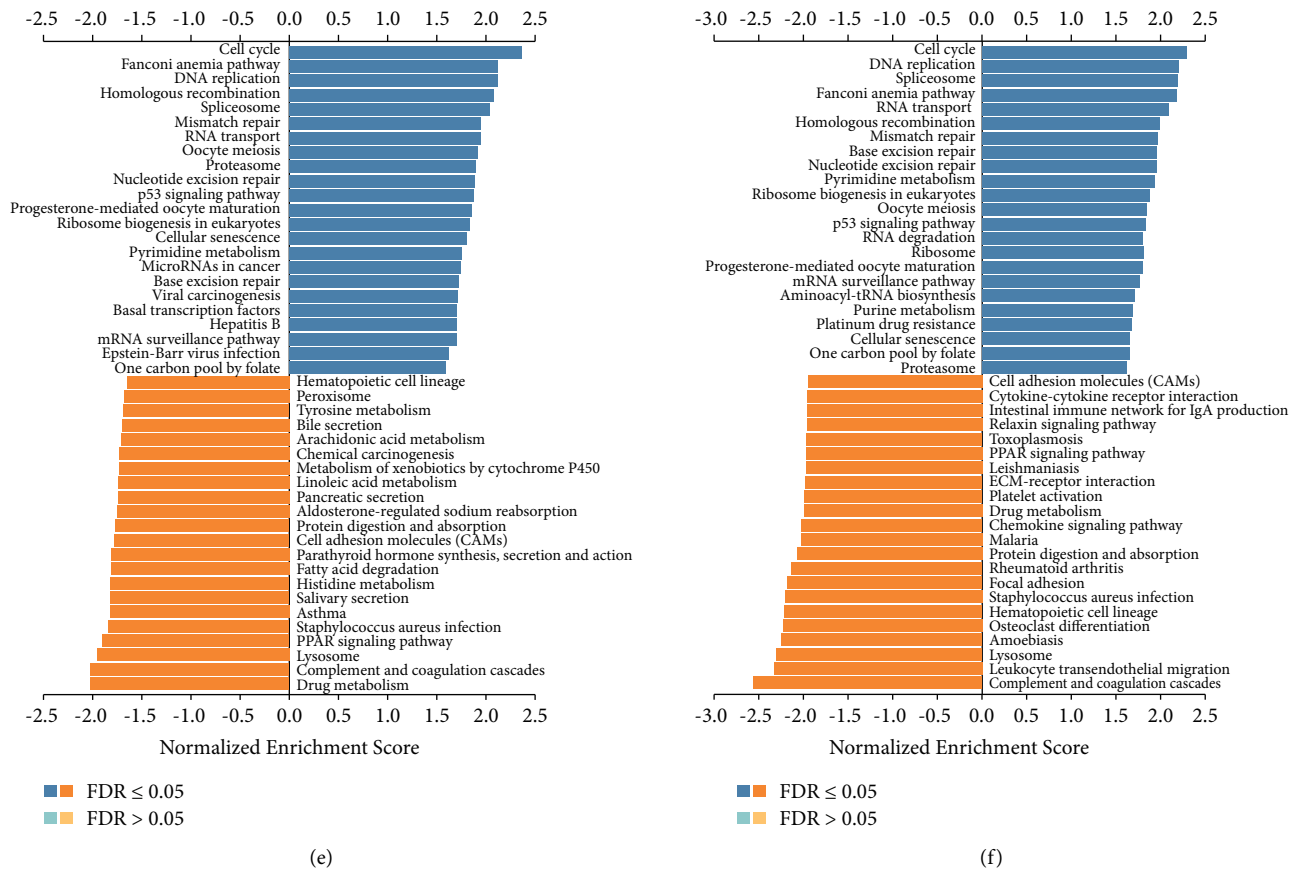 -2.5 -2.0 -1.5 -1.0 -0.5 0.0 0.5 1.0 1.5 2.0 2.5
Cell cycle
Fanconi anemia pathway
DNA replication
Homologous recombination
Spliceosome
Mismatch repair
RNA transport
Oocyte meiosis
Proteasome
Nucleotide excision repair
p53 signaling pathway
Progesterone-mediated oocyte maturation
Ribosome biogenesis in eukaryotes
Cellular senescence
Pyrimidine metabolism
MicroRNAs in cancer
Base excision repair
Viral carcinogenesis
Basal transcription factors
Hepatitis B
mRNA surveillance pathway
Epstein-Barr virus infection
One carbon pool by folate
Hematopoietic cell lineage
Peroxisome
Tyrosine metabolism
Bile secretion
Arachidonic acid metabolism
Chemical carcinogenesis
Metabolism of xenobiotics by cytochrome P450
Linoleic acid metabolism
Pancreatic secretion
Aldosterone-regulated sodium reabsorption
Protein digestion and absorption
Cell adhesion molecules (CAMs)
Parathyroid hormone synthesis, secretion and action
Fatty acid degradation
Histidine metabolism
Salivary secretion
Asthma
Staphylococcus aureus infection
PPAR signaling pathway
Lysosome
Complement and coagulation cascades
Drug metabolism
-2.5 -2.0 -1.5 -1.0 -0.5 0.0 0.5 1.0 1.5 2.0 2.5
Normalized Enrichment Score
FDR ≤ 0.05
FDR > 0.05
(e)
-3.0 -2.5 -2.0 -1.5 -1.0 -0.5 0.0 0.5 1.0 1.5 2.0 2.5
Cell cycle
DNA replication
Spliceosome
Fanconi anemia pathway
RNA transport
Homologous recombination
Mismatch repair
Base excision repair
Nucleotide excision repair
Pyrimidine metabolism
Ribosome biogenesis in eukaryotes
Oocyte meiosis
p53 signaling pathway
RNA degradation
Ribosome
Progesterone-mediated oocyte maturation
mRNA surveillance pathway
Aminoacyl-tRNA biosynthesis
Purine metabolism
Platinum drug resistance
Cellular senescence
One carbon pool by folate
Proteasome
Cell adhesion molecules (CAMs)
Cytokine-cytokine receptor interaction
Intestinal immune network for IgA production
Relaxin signaling pathway
Toxoplasmosis
PPAR signaling pathway
Leishmaniasis
ECM-receptor interaction
Platelet activation
Drug metabolism
Chemokine signaling pathway
Malaria
Protein digestion and absorption
Rheumatoid arthritis
Focal adhesion
Staphylococcus aureus infection
Hematopoietic cell lineage
Osteoclast differentiation
Amoebiasis
Lysosome
Leukocyte transendothelial migration
Complement and coagulation cascades
-3.0 -2.5 -2.0 -1.5 -1.0 -0.5 0.0 0.5 1.0 1.5 2.0 2.5
Normalized Enrichment Score
FDR ≤ 0.05
FDR > 0.05
(f)